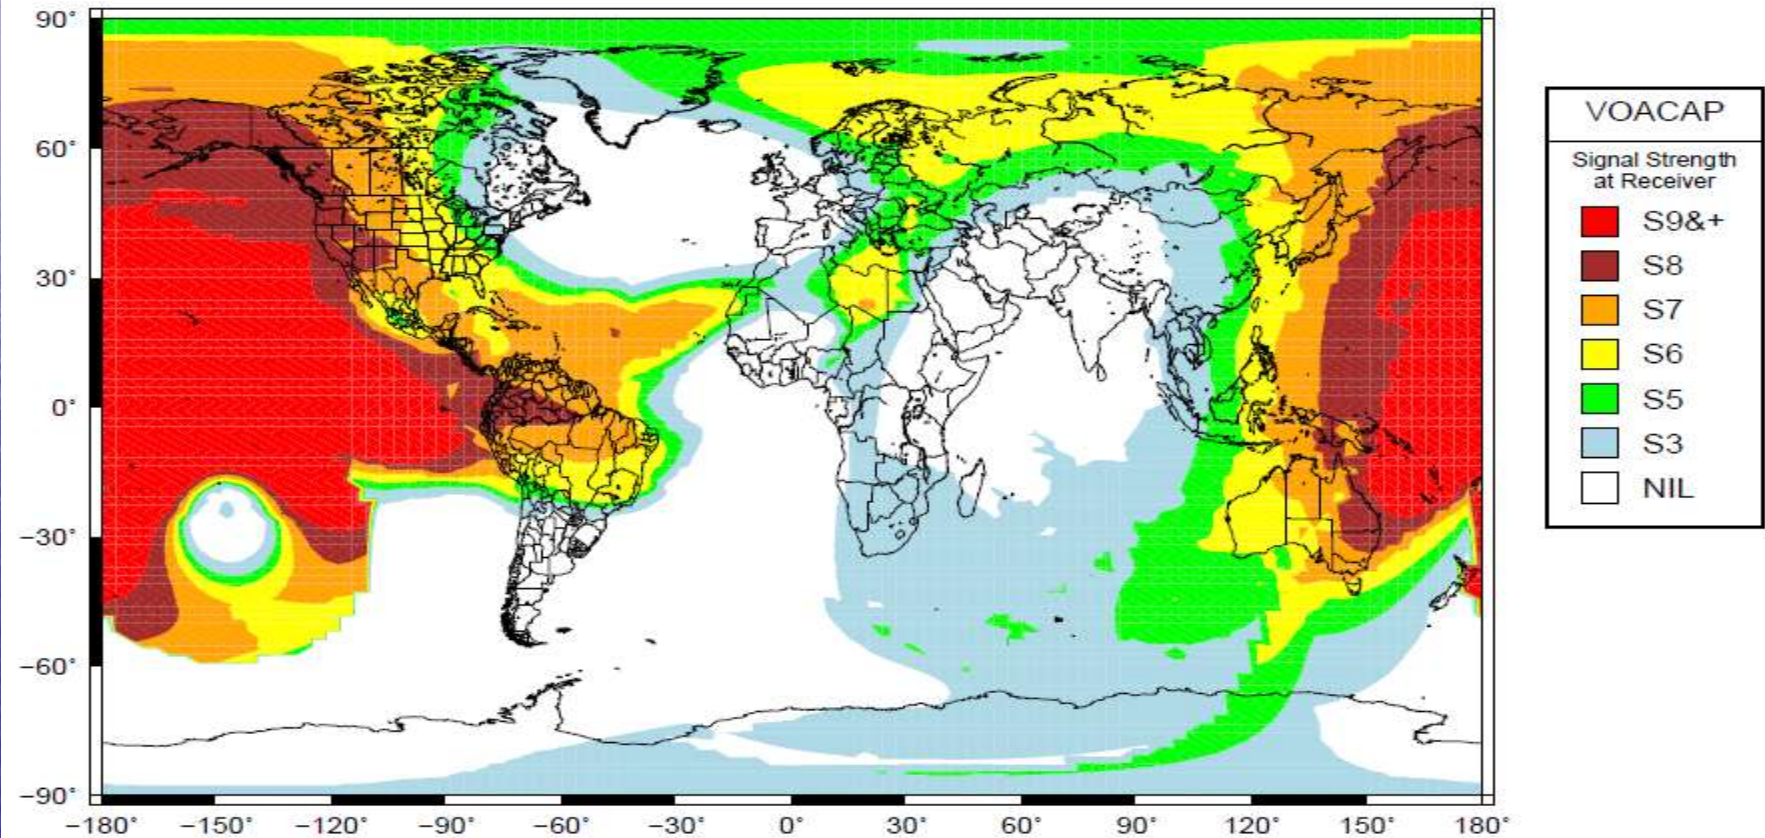 90°
60°
30°
0°
−30°
−60°
−90°
−180° −150° −120° −90° −60° −30° 0° 30° 60° 90° 120° 150° 180°
VOACAP
Signal Strength
at Receiver
S9&+
S8
S7
S6
S5
S3
NIL